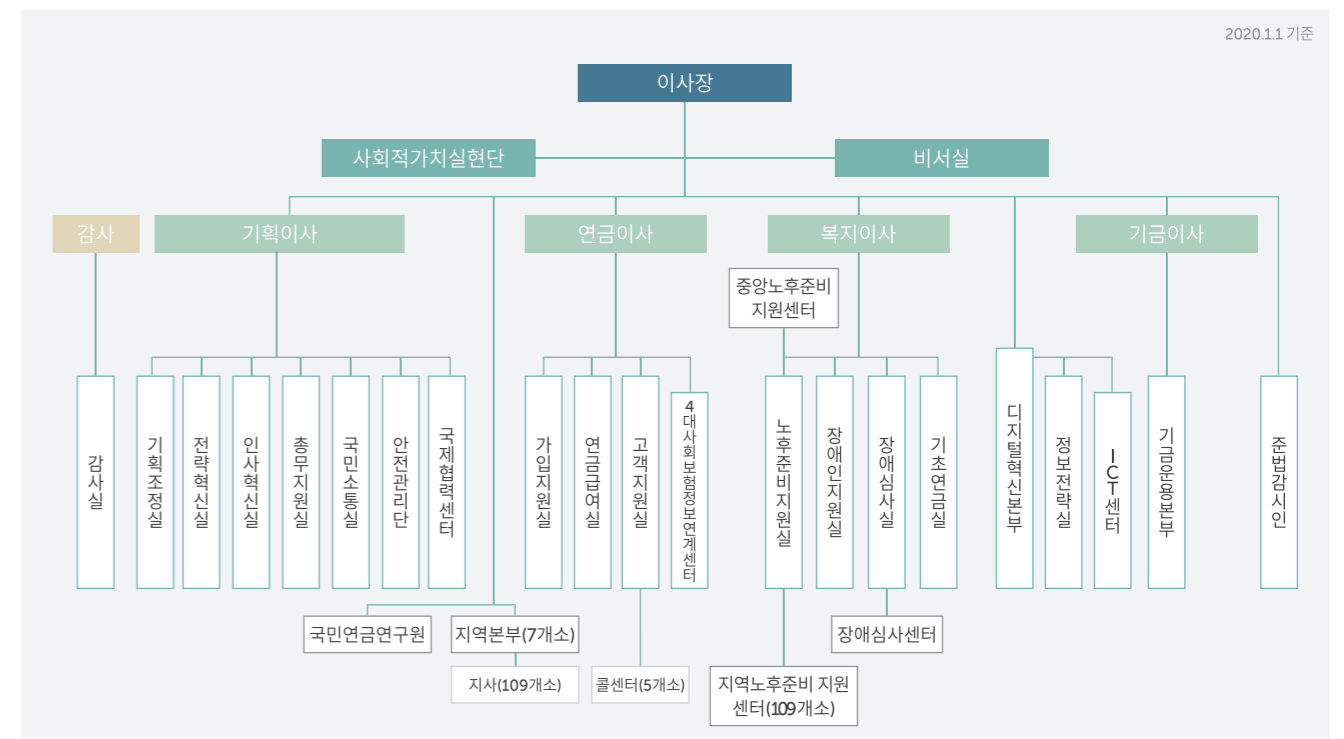 2020.1.1 기준
이사장
사회적가치실현단
비서실
감사
기획이사
연금이사
복지이사
기금이사
중앙노후준비
지원센터
감사실
기획조정실
전략혁신실
인사혁신실
총무지원실
국민소통실
안전관리단
국제협력센터
가입지원실
연금급여실
고객지원실
4대사회보험정보연계센터
노후준비지원실
장애인지원실
장애심사실
기초연금실
디지털혁신본부
정보전략실
ICT센터
기금운용본부
준법감시인
국민연금연구원
지역본부(7개소)
장애심사센터
지사(109개소)
콜센터(5개소)
지역노후준비 지원
센터(109개소)